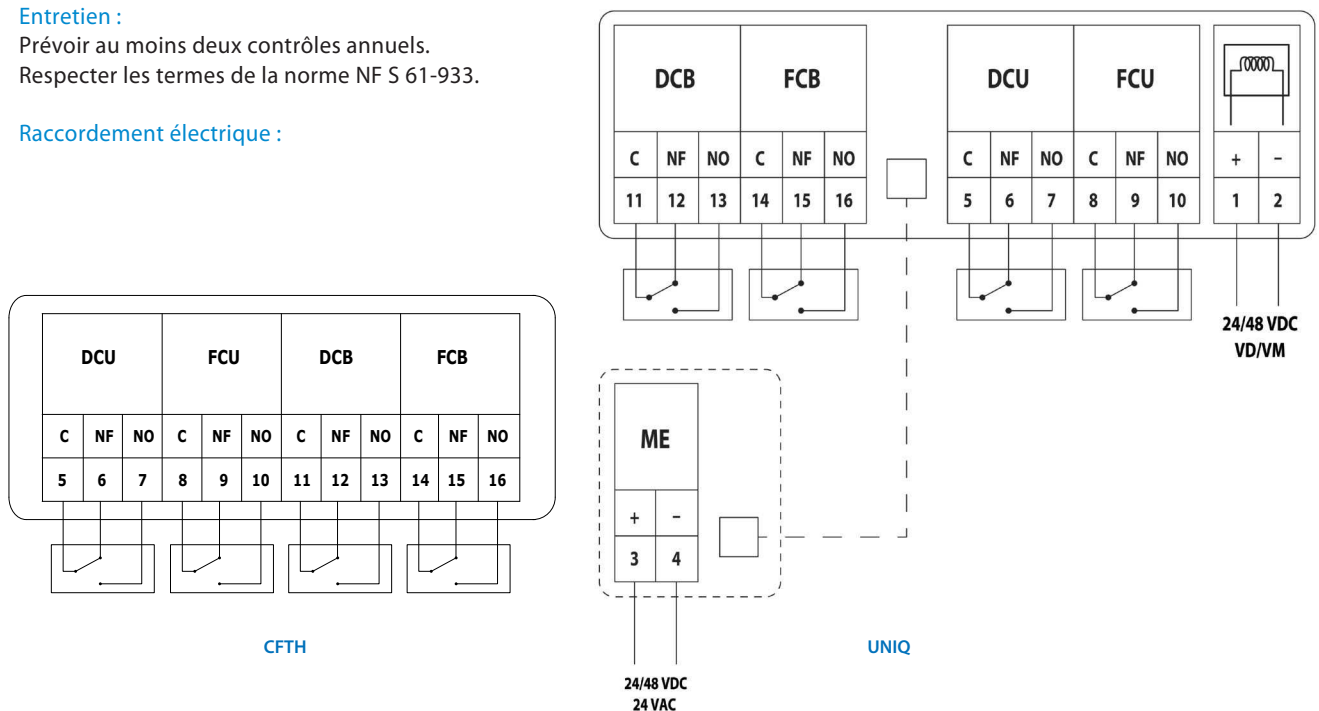 Entretien :
Prévoir au moins deux contrôles annuels.
Respecter les termes de la norme NF S 61-933.
Raccordement électrique :
DCU FCU DCB FCB
C NF NO C NF NO C NF NO C NF NO
5 6 7 8 9 10 11 12 13 14 15 16
CFTH
DCB FCB DCU FCU
C NF NO C NF NO C NF NO C NF NO + -
11 12 13 14 15 16 5 6 7 8 9 10 1 2
24/48 VDC
VD/VM
ME
+ -
3 4
24/48 VDC
24 VAC
UNIQ